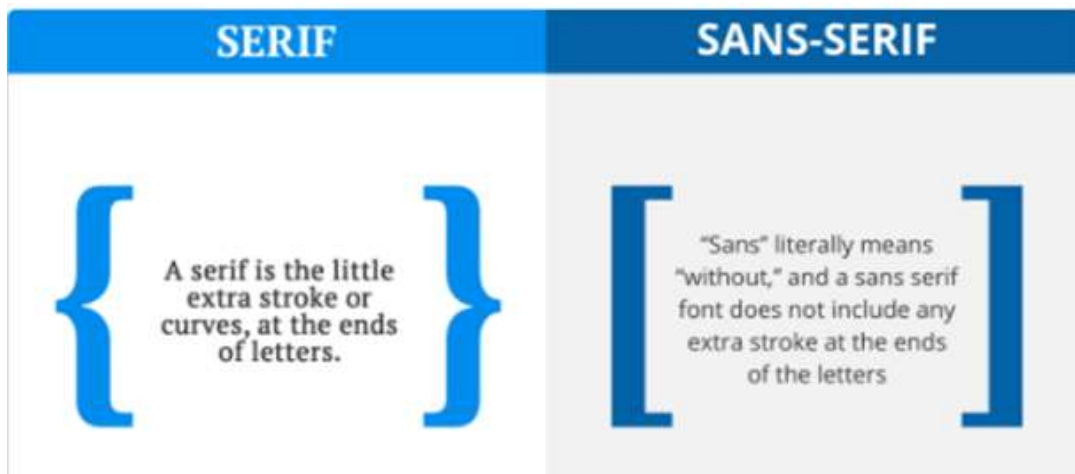 SERIF
A serif is the little
extra stroke or
curves, at the ends
of letters.
SANS-SERIF
“Sans” literally means
“without,” and a sans serif
font does not include any
extra stroke at the ends
of the letters